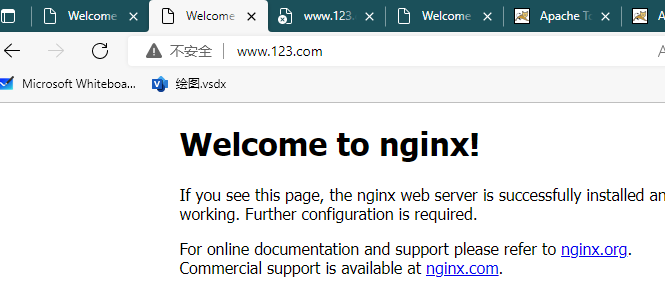 Welcome
Welcome
www.123.
Welcome
Apache To
不安全 www.123.com
Microsoft Whiteboa... 绘图.vsdx
Welcome to nginx!
If you see this page, the nginx web server is successfully installed an
working. Further configuration is required.
For online documentation and support please refer to nginx.org.
Commercial support is available at nginx.com.